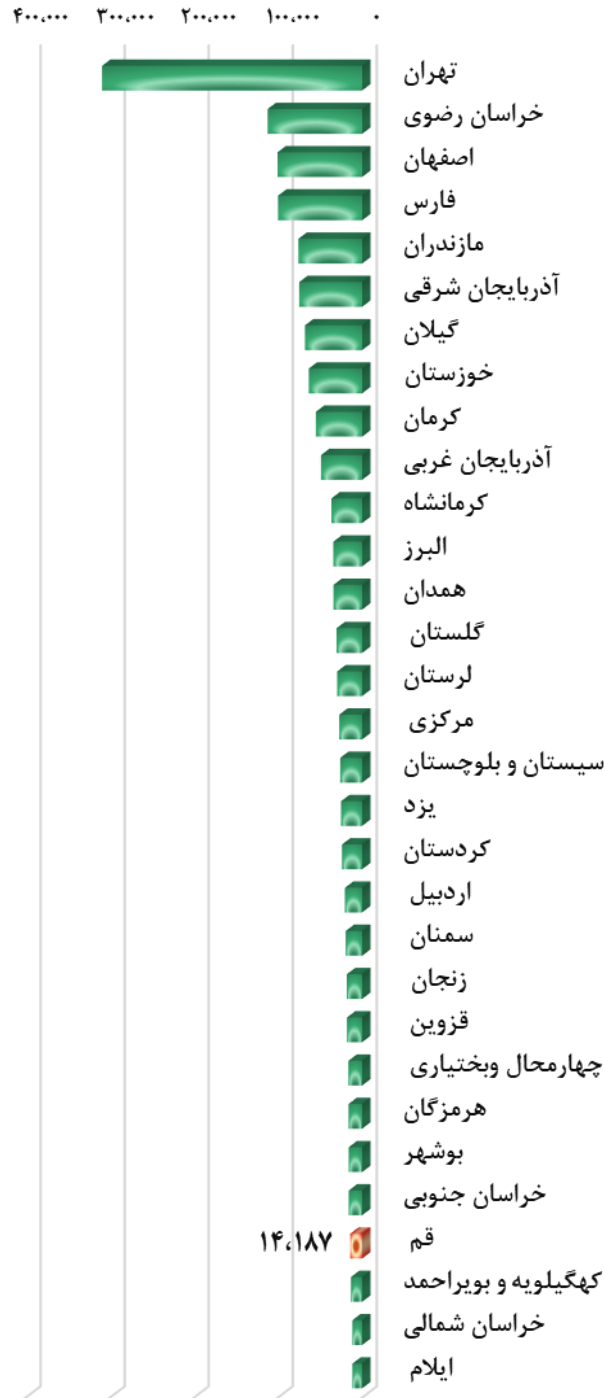 ۴۰۰،۰۰۰ ۳۰۰،۰۰۰ ۲۰۰،۰۰۰ ۱۰۰،۰۰۰ ۰
تهران
خراسان رضوی
اصفهان
فارس
مازندران
آذربایجان شرقی
گیلان
خوزستان
کرمان
آذربایجان غربی
کرمانشاه
البرز
همدان
گلستان
لرستان
مرکزی
سیستان و بلوچستان
یزد
کردستان
اردبیل
سمنان
زنجان
قزوین
چهارمحال وبختیاری
هرمزگان
بوشهر
خراسان جنوبی
قم ۱۴،۱۸۷
کهگیلویه و بویراحمد
خراسان شمالی
ایلام